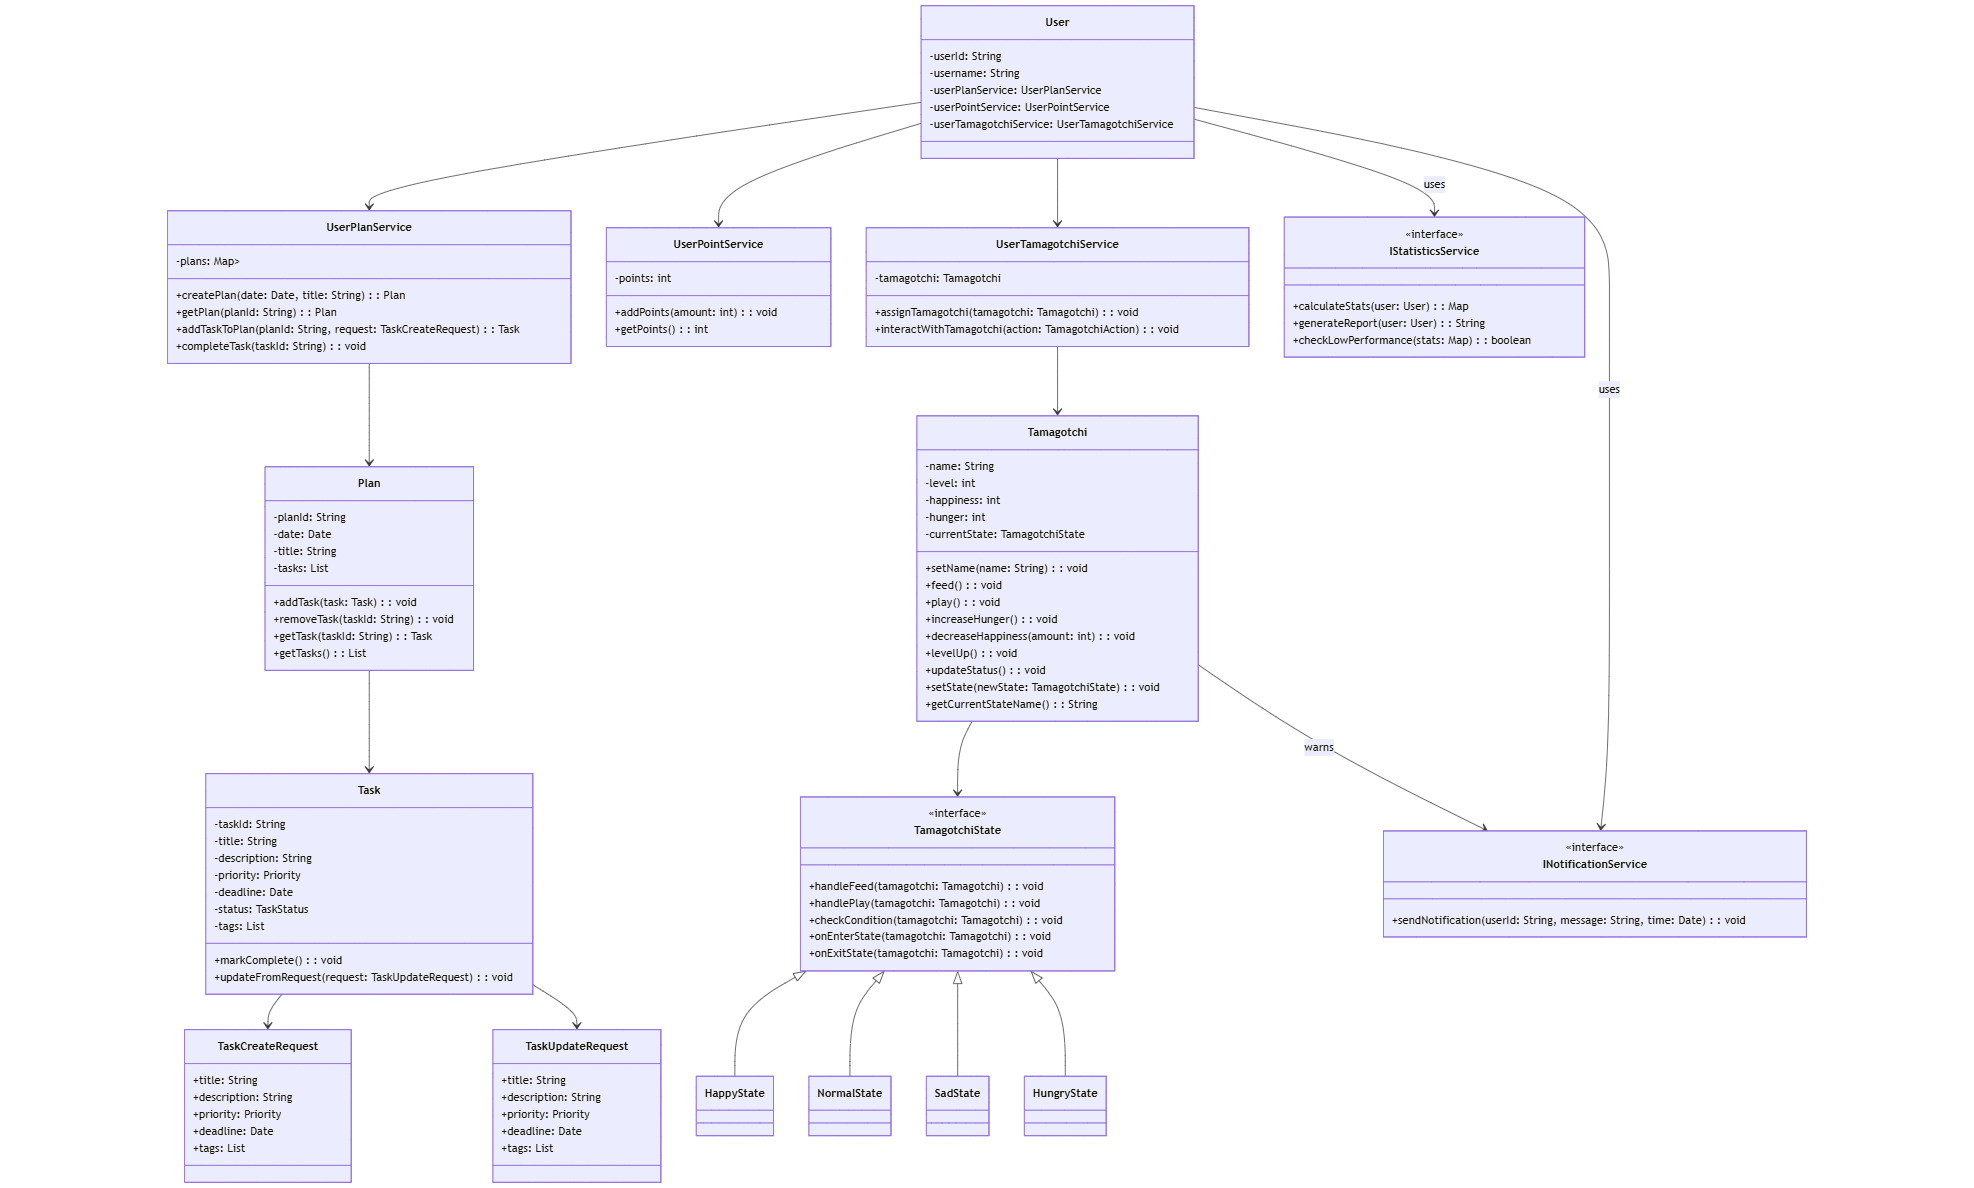 User
-userId: String
-username: String
-userPlanService: UserPlanService
-userPointService: UserPointService
-userTamagotchiService: UserTamagotchiService
uses
uses
UserPlanService
-plans: Map>
+createPlan(date: Date, title: String) : : Plan
+getPlan(planId: String) : : Plan
+addTaskToPlan(planId: String, request: TaskCreateRequest) : : Task
+completeTask(taskId: String) : : void
UserPointService
-points: int
+addPoints(amount: int) : : void
+getPoints() : : int
UserTamagotchiService
-tamagotchi: Tamagotchi
+assignTamagotchi(tamagotchi: Tamagotchi) : : void
+interactWithTamagotchi(action: TamagotchiAction) : : void
«interface»
IStatisticsService
+calculateStats(user: User) : : Map
+generateReport(user: User) : : String
+checkLowPerformance(stats: Map) : : boolean
Plan
-planId: String
-date: Date
-title: String
-tasks: List
+addTask(task: Task) : : void
+removeTask(taskId: String) : : void
+getTask(taskId: String) : : Task
+getTasks() : : List
Tamagotchi
-name: String
-level: int
-happiness: int
-hunger: int
-currentState: TamagotchiState
+setName(name: String) : : void
+feed() : : void
+play() : : void
+increaseHunger() : : void
+decreaseHappiness(amount: int) : : void
+levelUp() : : void
+updateStatus() : : void
+setState(newState: TamagotchiState) : : void
+getCurrentStateName() : : String
warns
Task
-taskId: String
-title: String
-description: String
-priority: Priority
-deadline: Date
-status: TaskStatus
-tags: List
+markComplete() : : void
+updateFromRequest(request: TaskUpdateRequest) : : void
«interface»
TamagotchiState
+handleFeed(tamagotchi: Tamagotchi) : : void
+handlePlay(tamagotchi: Tamagotchi) : : void
+checkCondition(tamagotchi: Tamagotchi) : : void
+onEnterState(tamagotchi: Tamagotchi) : : void
+onExitState(tamagotchi: Tamagotchi) : : void
«interface»
INotificationService
+sendNotification(userId: String, message: String, time: Date) : : void
TaskCreateRequest
+title: String
+description: String
+priority: Priority
+deadline: Date
+tags: List
TaskUpdateRequest
+title: String
+description: String
+priority: Priority
+deadline: Date
+tags: List
HappyState
NormalState
SadState
HungryState